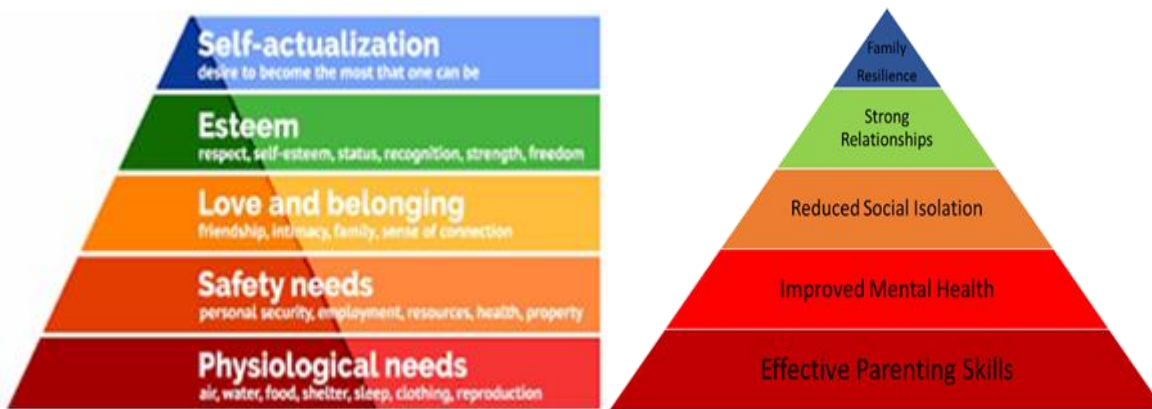 Self-actualization
desire to become the most that one can be
Esteem
respect, self-esteem, status, recognition, strength, freedom
Love and belonging
friendship, intimacy, family, sense of connection
Safety needs
personal security, employment, resources, health, property
Physiological needs
air, water, food, shelter, sleep, clothing, reproduction
Family
Resilience
Strong
Relationships
Reduced Social Isolation
Improved Mental Health
Effective Parenting Skills